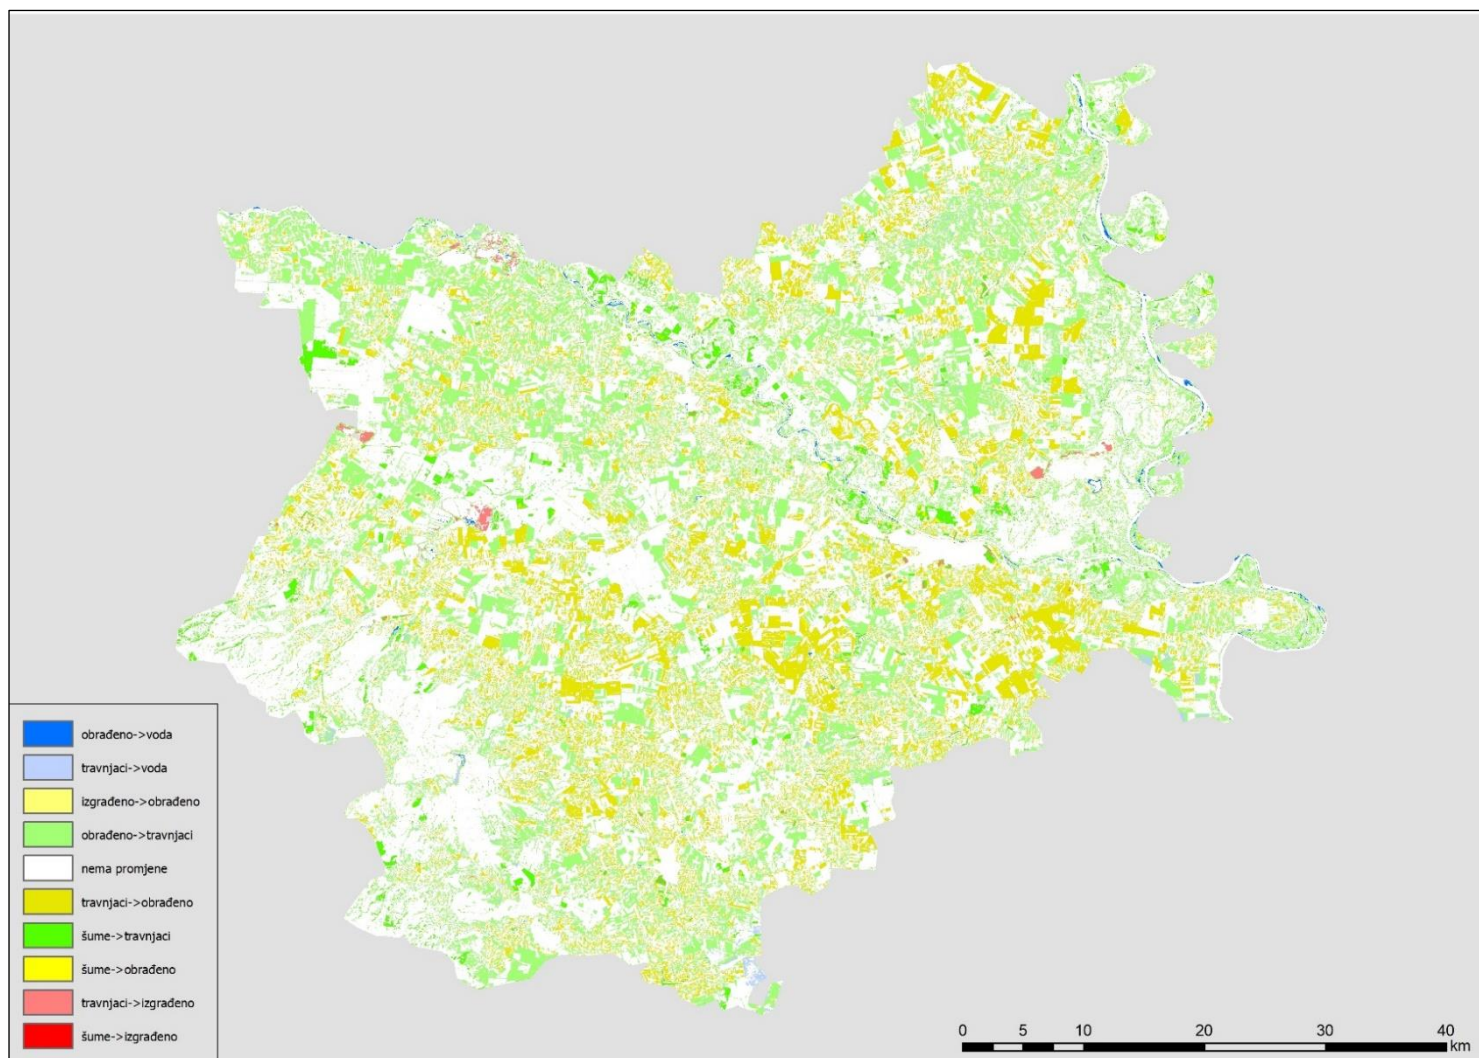 obrađeno->voda
travnjaci->voda
izgrađeno->obrađeno
obrađeno->travnjaci
nema promjene
travnjaci->obrađeno
šume->travnjaci
šume->obrađeno
travnjaci->izgrađeno
šume->izgrađeno
0 5 10 20 30 40
km